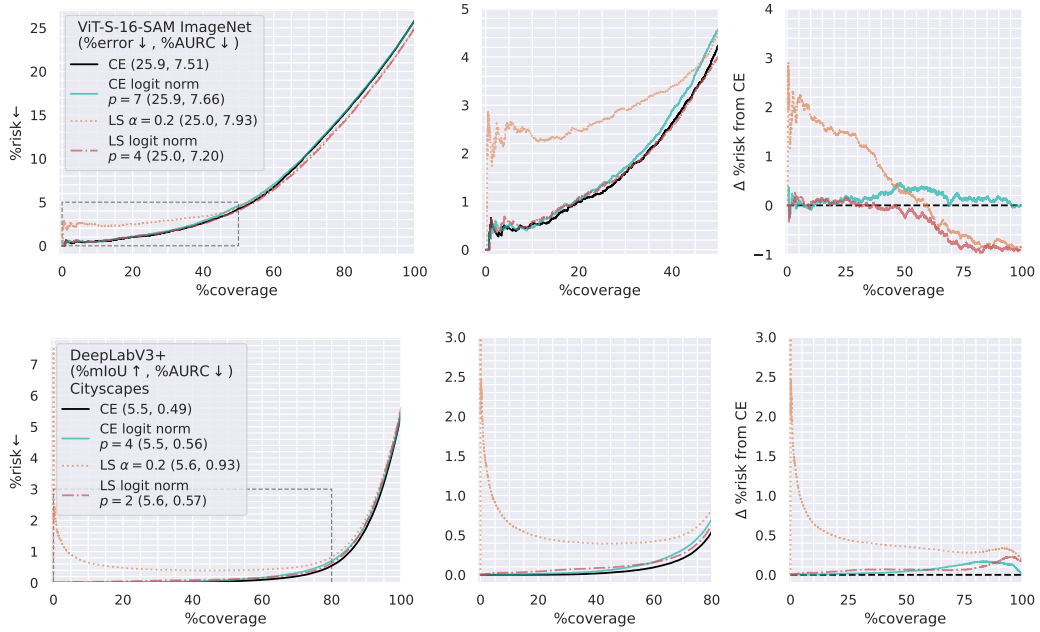 ViT-S-16-SAM ImageNet
(%error↓, %AURC↓)
CE (25.9, 7.51)
CE logit norm
p = 7 (25.9, 7.66)
LS α = 0.2 (25.0, 7.93)
LS logit norm
p = 4 (25.0, 7.20)
%risk←
25
20
15
10
5
0
0 20 40 60 80 100
%coverage
5
4
3
2
1
0
0 20 40
%coverage
Δ %risk from CE
4
3
2
1
0
−1
0 25 50 75 100
%coverage
DeepLabV3+
(%mIoU↑, %AURC↓)
Cityscapes
CE (5.5, 0.49)
CE logit norm
p = 4 (5.5, 0.56)
LS α = 0.2 (5.6, 0.93)
LS logit norm
p = 2 (5.6, 0.57)
%risk←
7
6
5
4
3
2
1
0
0 20 40 60 80 100
%coverage
3.0
2.5
2.0
1.5
1.0
0.5
0.0
0 20 40 60 80
%coverage
Δ %risk from CE
3.0
2.5
2.0
1.5
1.0
0.5
0.0
0 25 50 75 100
%coverage